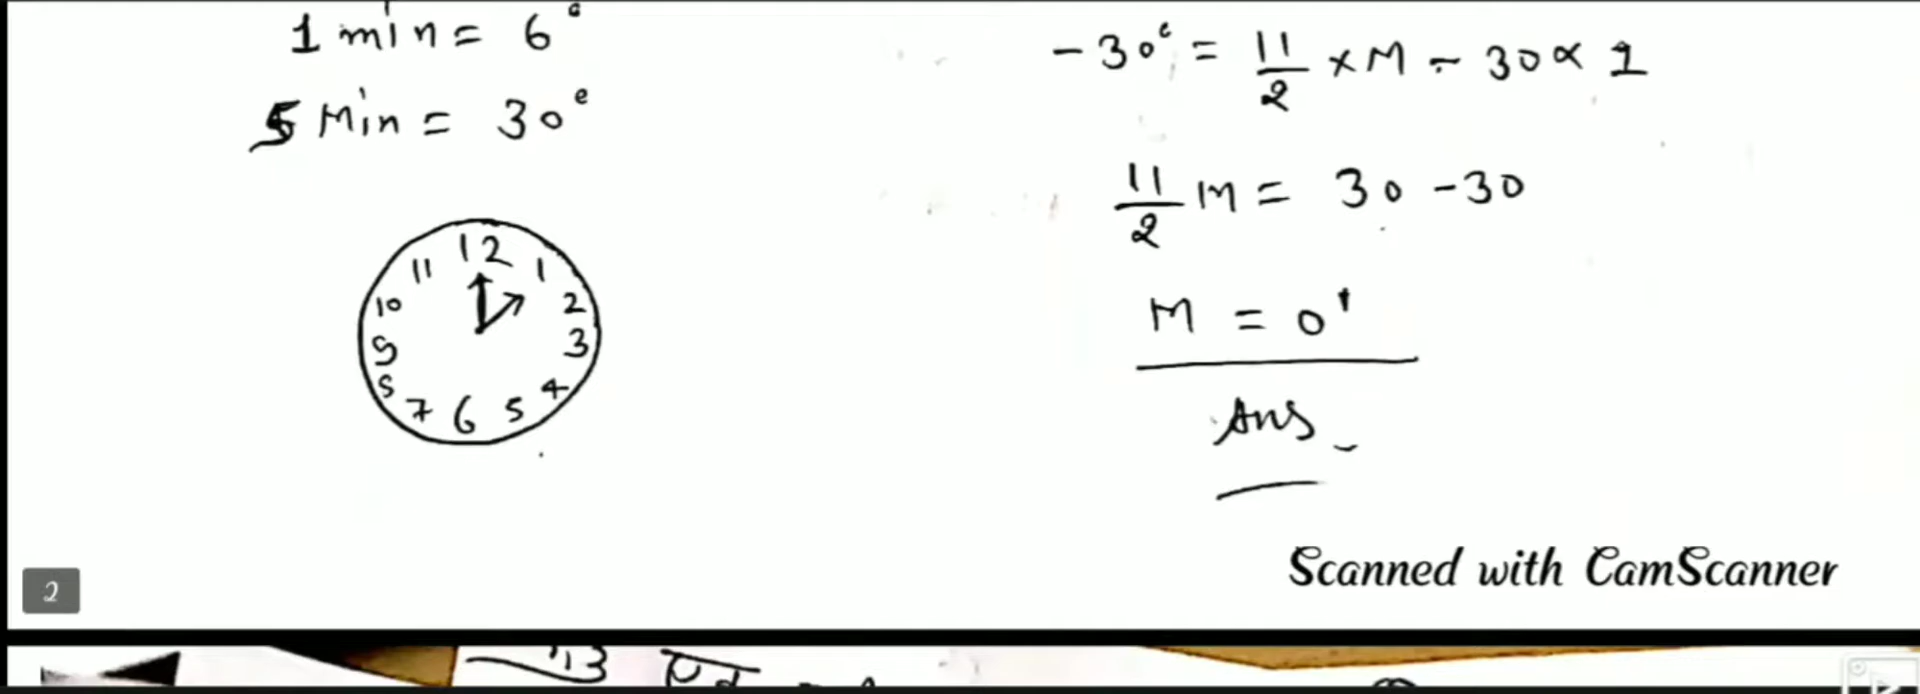 1 min = 6°
5 Min = 30°
12
11 1
10 2
9 3
8 4
7 6 5
-30° = 11/2 × M - 30 × 1
11/2 M = 30 - 30
M = 0'
Ans
Scanned with CamScanner
2